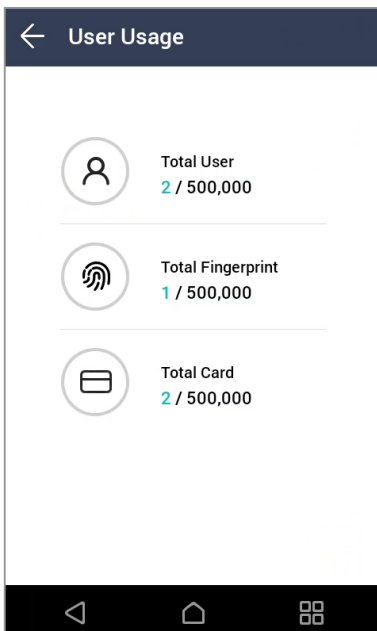 User Usage
Total User
2 / 500,000
Total Fingerprint
1 / 500,000
Total Card
2 / 500,000